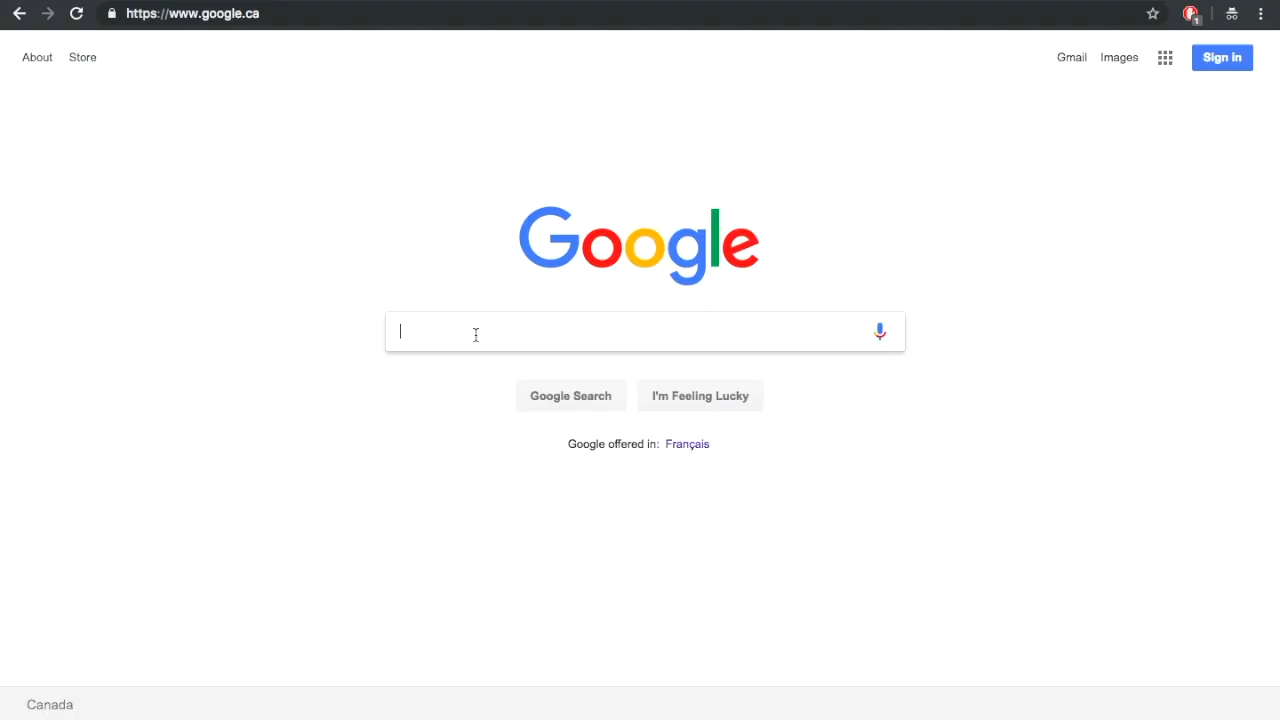 https://www.google.ca
1
About Store
Gmail Images Sign in
Google
Google Search I'm Feeling Lucky
Google offered in: Français
Canada